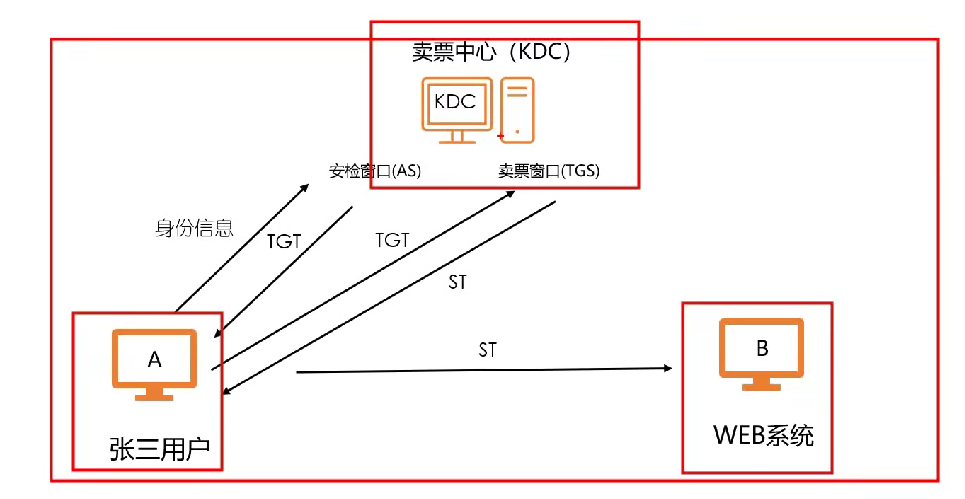 卖票中心（KDC）
KDC
安检窗口(AS)
卖票窗口(TGS)
身份信息
TGT
TGT
ST
ST
A
B
张三用户
WEB系统